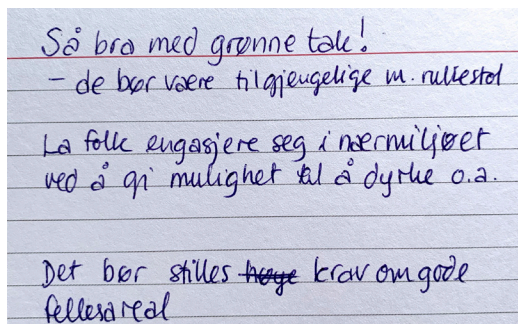 Så bra med grønne tak!
- de bør være tilgjengelige m. rullestol
La folk engasjere seg i nærmiljøet
ved å gi mulighet til å dyrke o.a.
Det bør stilles høye krav om gode
fellesareal